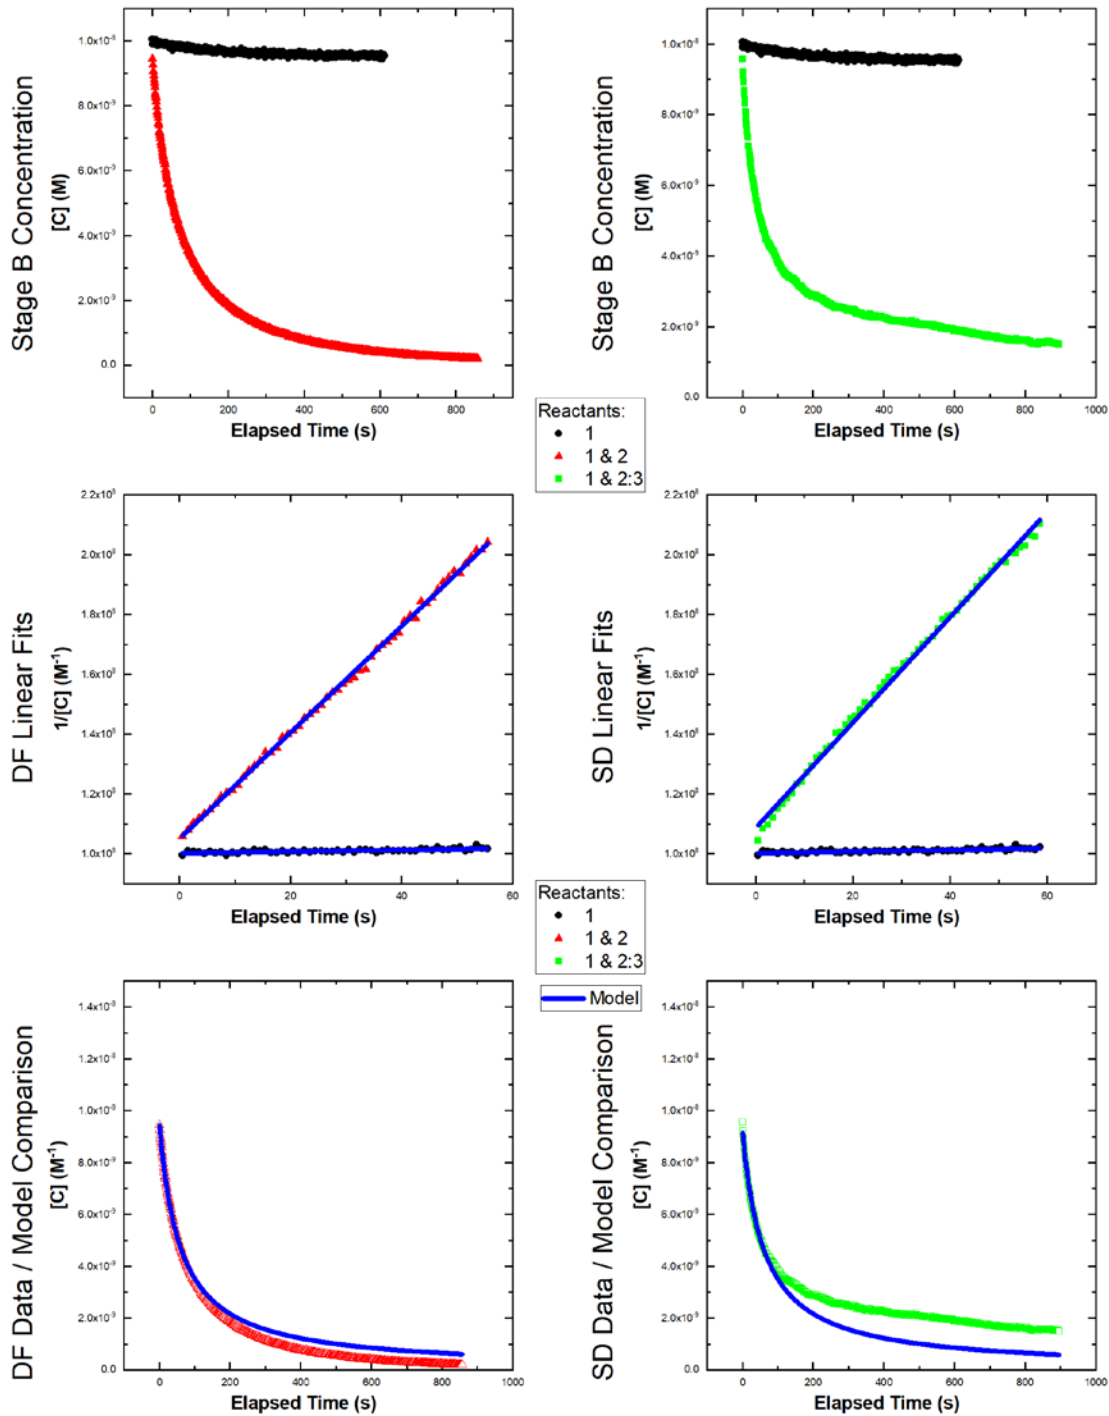 Stage B Concentration
[C] (M)
1.0x10⁻⁸
8.0x10⁻⁹
6.0x10⁻⁹
4.0x10⁻⁹
2.0x10⁻⁹
0.0
0 200 400 600 800
Elapsed Time (s)
Stage B Concentration
[C] (M)
1.0x10⁻⁸
8.0x10⁻⁹
6.0x10⁻⁹
4.0x10⁻⁹
2.0x10⁻⁹
0.0
0 200 400 600 800 1000
Elapsed Time (s)
Reactants:
1
1 & 2
1 & 2:3
DF Linear Fits
1/[C] (M⁻¹)
2.2x10⁸
2.0x10⁸
1.8x10⁸
1.6x10⁸
1.4x10⁸
1.2x10⁸
1.0x10⁸
0 20 40 60
Elapsed Time (s)
SD Linear Fits
1/[C] (M⁻¹)
2.2x10⁸
2.0x10⁸
1.8x10⁸
1.6x10⁸
1.4x10⁸
1.2x10⁸
1.0x10⁸
0 20 40 60
Elapsed Time (s)
Reactants:
1
1 & 2
1 & 2:3
Model
DF Data / Model Comparison
[C] (M⁻¹)
1.4x10⁻⁸
1.2x10⁻⁸
1.0x10⁻⁸
8.0x10⁻⁹
6.0x10⁻⁹
4.0x10⁻⁹
2.0x10⁻⁹
0.0
0 200 400 600 800 1000
Elapsed Time (s)
SD Data / Model Comparison
[C] (M⁻¹)
1.4x10⁻⁸
1.2x10⁻⁸
1.0x10⁻⁸
8.0x10⁻⁹
6.0x10⁻⁹
4.0x10⁻⁹
2.0x10⁻⁹
0.0
0 200 400 600 800 1000
Elapsed Time (s)